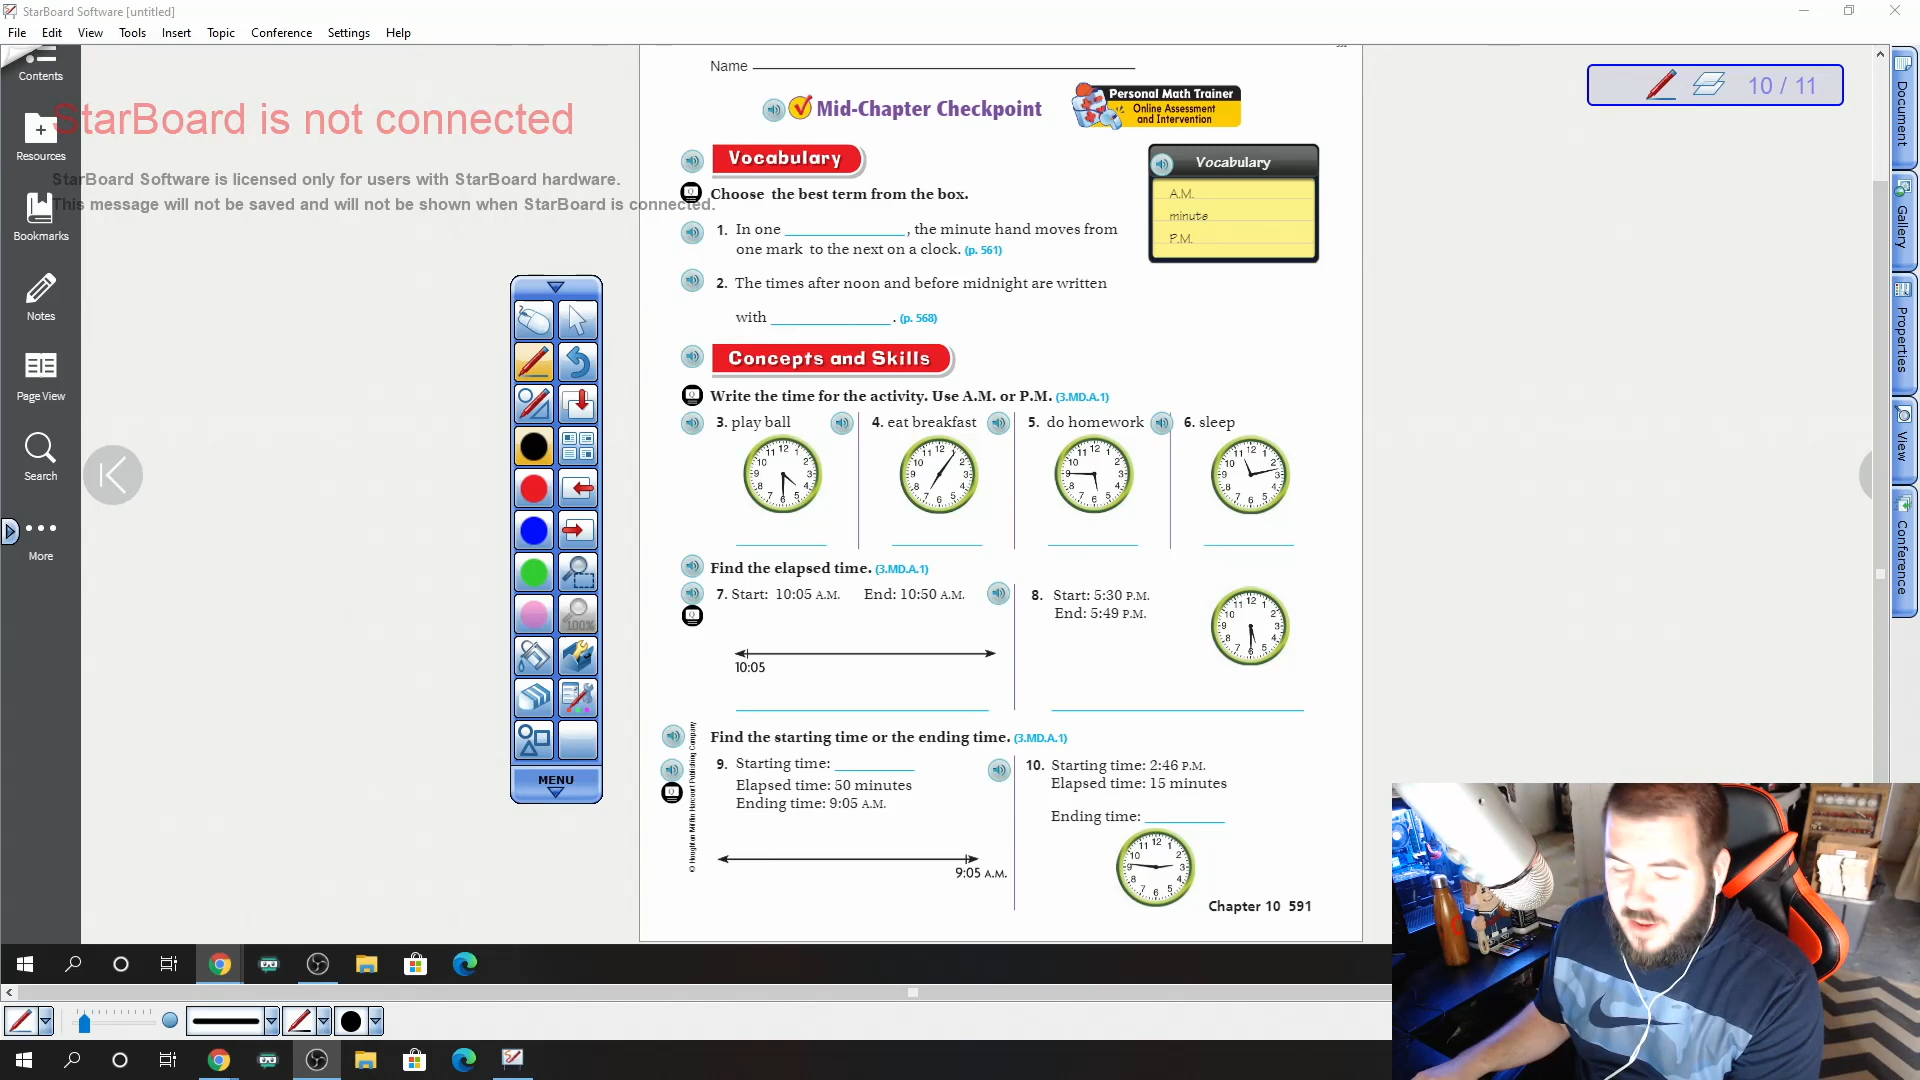 StarBoard Software [untitled]
File Edit View Tools Insert Topic Conference Settings Help
Contents
Resources
Bookmarks
Notes
Page View
Search
More
StarBoard is not connected
StarBoard Software is licensed only for users with StarBoard hardware.
This message will not be saved and will not be shown when StarBoard is connected.
MENU
100%
10 / 11
Document
Gallery
Properties
View
Conference
Name
Mid-Chapter Checkpoint
Personal Math Trainer
Online Assessment
and Intervention
Vocabulary
Choose the best term from the box.
Vocabulary
A.M.
minute
P.M.
1. In one ____________, the minute hand moves from
one mark to the next on a clock. (p. 561)
2. The times after noon and before midnight are written
with ____________. (p. 568)
Concepts and Skills
Write the time for the activity. Use A.M. or P.M. (3.MD.A.1)
3. play ball
4. eat breakfast
5. do homework
6. sleep
Find the elapsed time. (3.MD.A.1)
7. Start: 10:05 A.M. End: 10:50 A.M.
10:05
8. Start: 5:30 P.M.
End: 5:49 P.M.
Find the starting time or the ending time. (3.MD.A.1)
9. Starting time: ________
Elapsed time: 50 minutes
Ending time: 9:05 A.M.
9:05 A.M.
10. Starting time: 2:46 P.M.
Elapsed time: 15 minutes
Ending time: ________
© Houghton Mifflin Harcourt Publishing Company
Chapter 10 591